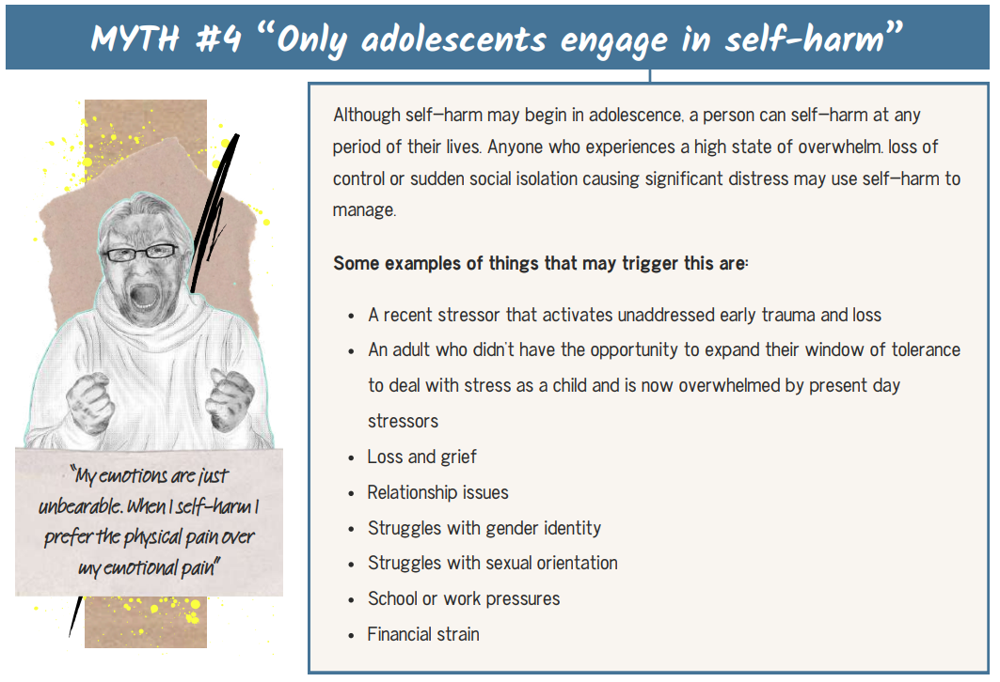 MYTH #4 “Only adolescents engage in self-harm”
Although self-harm may begin in adolescence, a person can self-harm at any
period of their lives. Anyone who experiences a high state of overwhelm. loss of
control or sudden social isolation causing significant distress may use self-harm to
manage.
Some examples of things that may trigger this are:
• A recent stressor that activates unaddressed early trauma and loss
• An adult who didn't have the opportunity to expand their window of tolerance
to deal with stress as a child and is now overwhelmed by present day
stressors
• Loss and grief
• Relationship issues
• Struggles with gender identity
• Struggles with sexual orientation
• School or work pressures
• Financial strain
“My emotions are just
unbearable. When I self-harm I
prefer the physical pain over
my emotional pain”